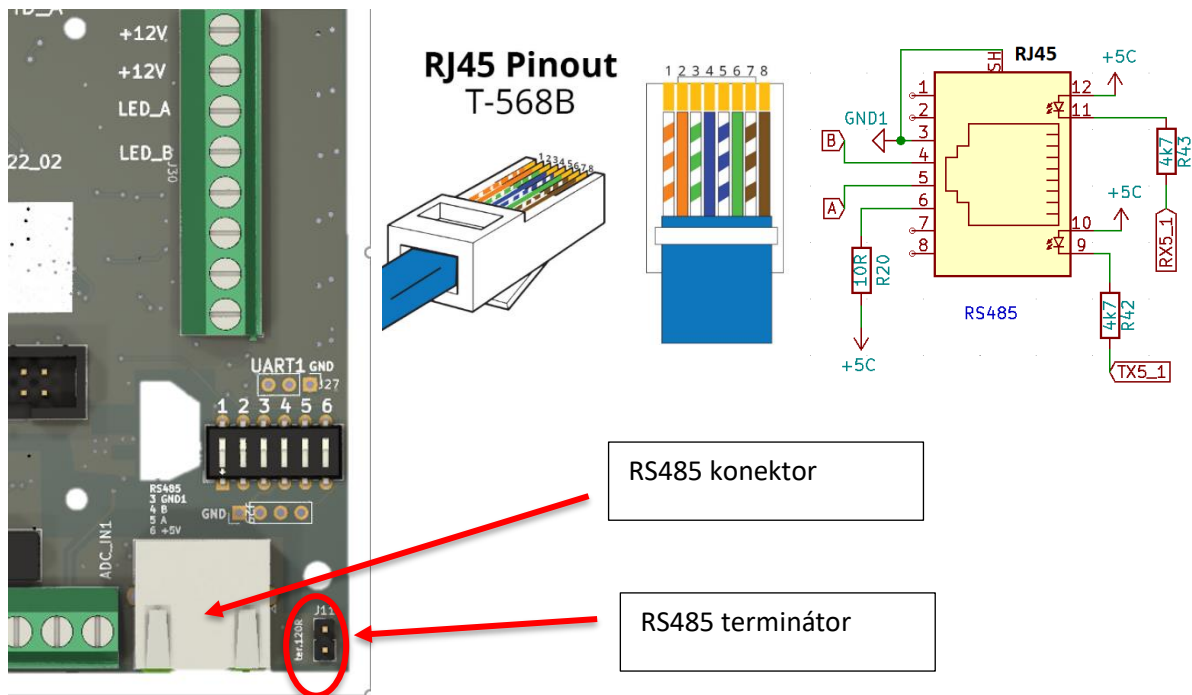 +12V
+12V
LED_A
LED_B
J30
22_02
UART1 GND
J27
1 2 3 4 5 6
RS485
3 GND1
4 B
5 A
6 +5V
GND
ADC_IN1
J11
ter.120R
RJ45 Pinout
T-568B
12345678
1 2 3 4 5 6 7 8
RJ45
SH
+5C
1
2
3
4
5
6
7
8
12
11
10
9
GND1
B
A
10R
R20
+5C
4k7
R43
RX5_1
+5C
4k7
R42
TX5_1
RS485
RS485 konektor
RS485 terminátor